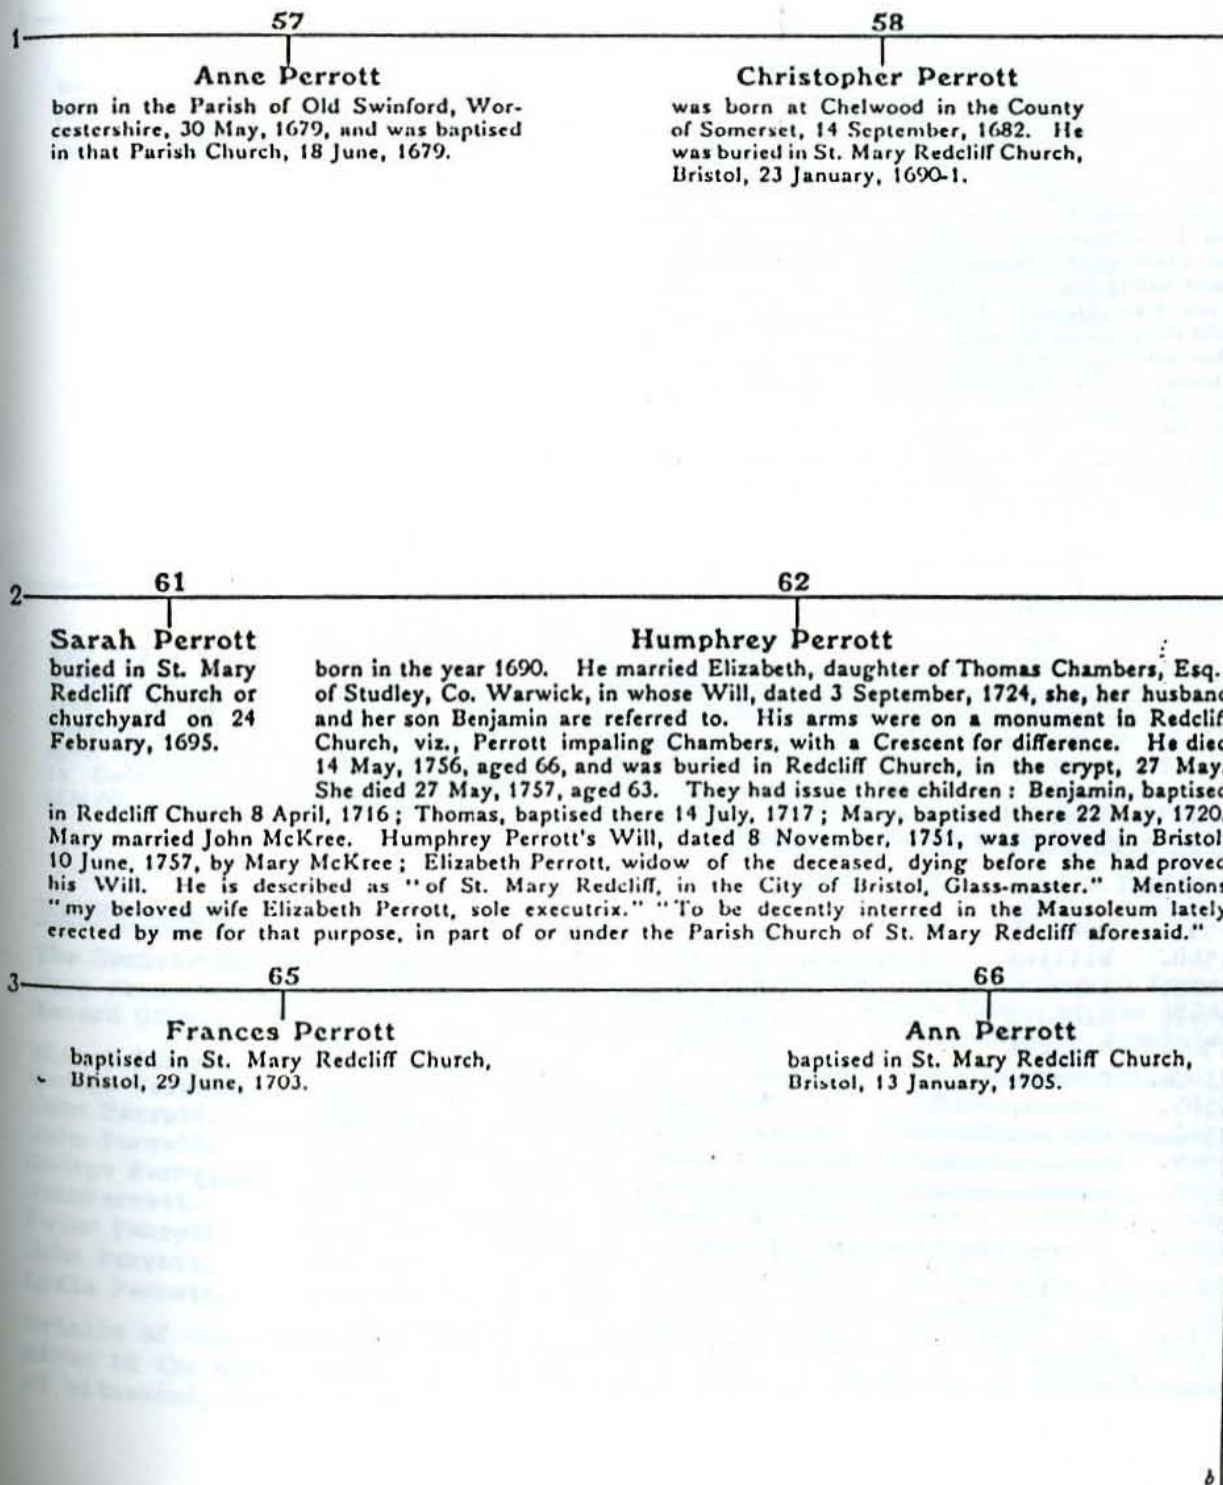 57 58
1
Anne Perrott
born in the Parish of Old Swinford, Wor-
cestershire, 30 May, 1679, and was baptised
in that Parish Church, 18 June, 1679.
Christopher Perrott
was born at Chelwood in the County
of Somerset, 14 September, 1682. He
was buried in St. Mary Redcliff Church,
Bristol, 23 January, 1690-1.
61 62
2
Sarah Perrott
buried in St. Mary
Redcliff Church or
churchyard on 24
February, 1695.
Humphrey Perrott
born in the year 1690. He married Elizabeth, daughter of Thomas Chambers, Esq.
of Studley, Co. Warwick, in whose Will, dated 3 September, 1724, she, her husband
and her son Benjamin are referred to. His arms were on a monument in Redclif
Church, viz., Perrott impaling Chambers, with a Crescent for difference. He died
14 May, 1756, aged 66, and was buried in Redcliff Church, in the crypt, 27 May.
She died 27 May, 1757, aged 63. They had issue three children : Benjamin, baptised
in Redcliff Church 8 April, 1716 ; Thomas, baptised there 14 July, 1717 ; Mary, baptised there 22 May, 1720.
Mary married John McKree. Humphrey Perrott's Will, dated 8 November, 1751, was proved in Bristol
10 June, 1757, by Mary McKree ; Elizabeth Perrott, widow of the deceased, dying before she had proved
his Will. He is described as "of St. Mary Redcliff, in the City of Bristol, Glass-master." Mentions
"my beloved wife Elizabeth Perrott, sole executrix." "To be decently interred in the Mausoleum lately
erected by me for that purpose, in part of or under the Parish Church of St. Mary Redcliff aforesaid."
65 66
3
Frances Perrott
baptised in St. Mary Redcliff Church,
Bristol, 29 June, 1703.
Ann Perrott
baptised in St. Mary Redcliff Church,
Bristol, 13 January, 1705.
b